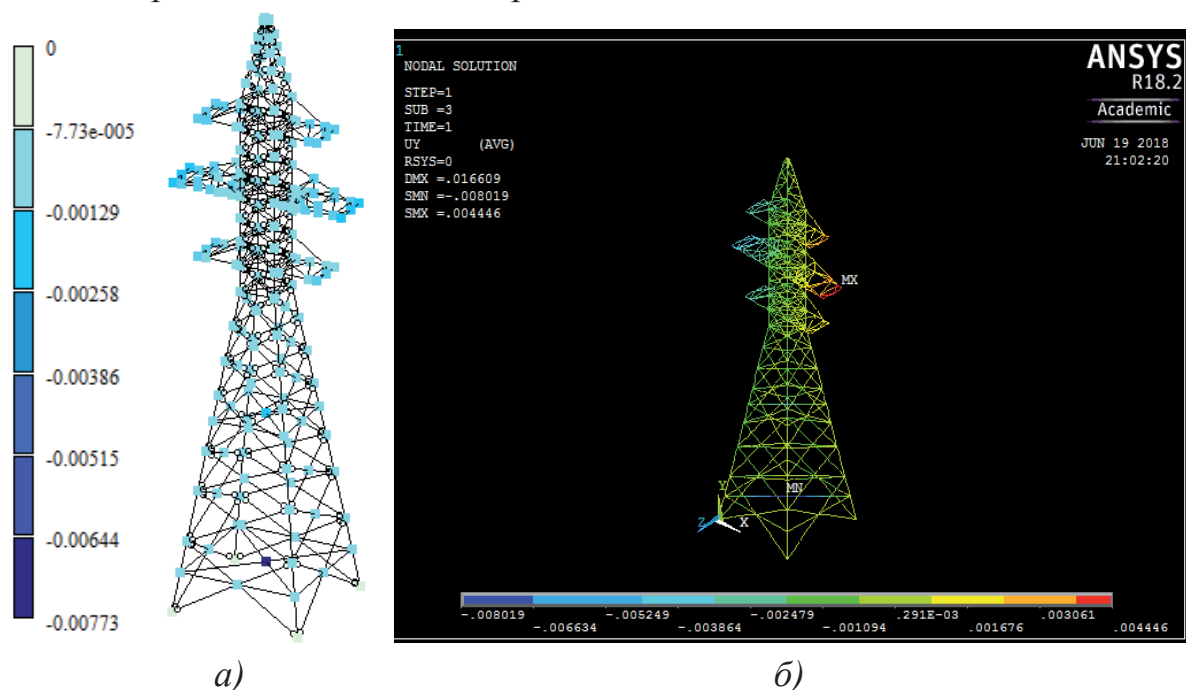 0
-7.73e-005
-0.00129
-0.00258
-0.00386
-0.00515
-0.00644
-0.00773
а)
1
NODAL SOLUTION
STEP=1
SUB =3
TIME=1
UY (AVG)
RSYS=0
DMX =.016609
SMN =-.008019
SMX =.004446
ANSYS
R18.2
Academic
JUN 19 2018
21:02:20
MX
MN
Y
Z X
-.008019 -.005249 -.002479 .291E-03 .003061
-.006634 -.003864 -.001094 .001676 .004446
б)